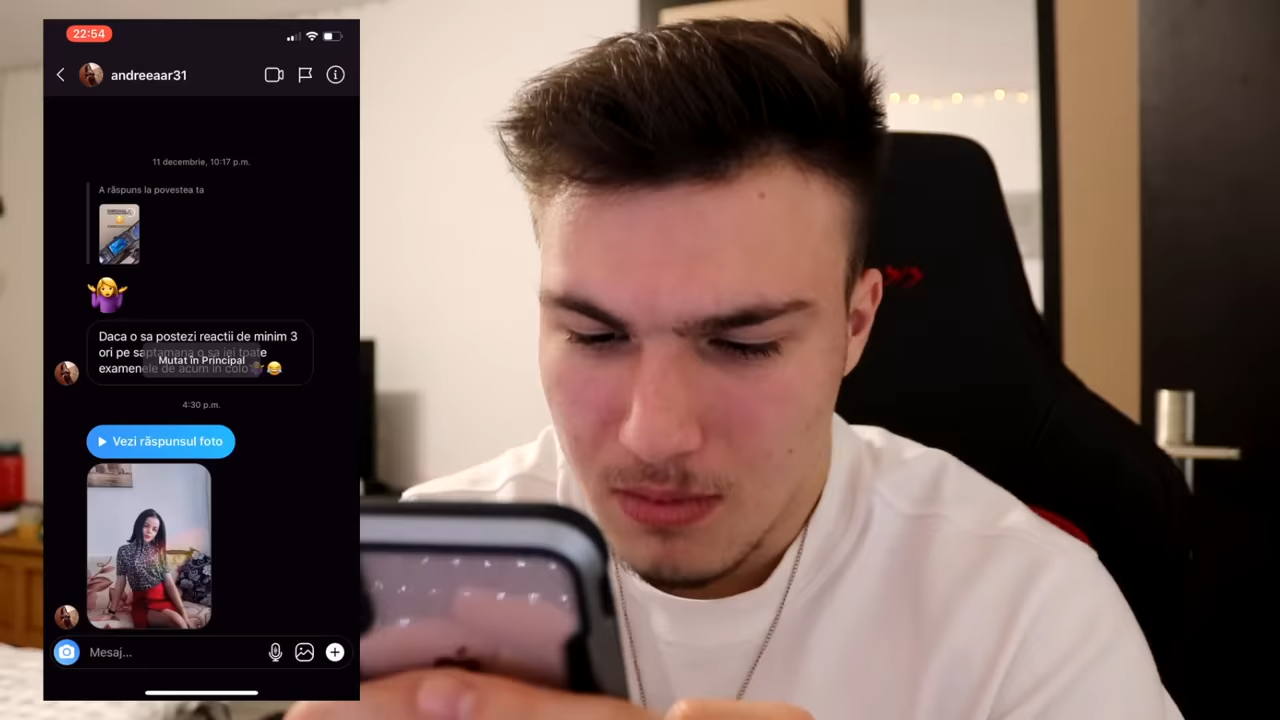 22:54
andreeaar31
11 decembrie, 10:17 p.m.
A răspuns la povestea ta
Daca o sa postezi reactii de minim 3
ori pe saptamana o sa iei toate
Mutat în Principal
examenele de acum in colo
4:30 p.m.
Vezi răspunsul foto
Mesaj...